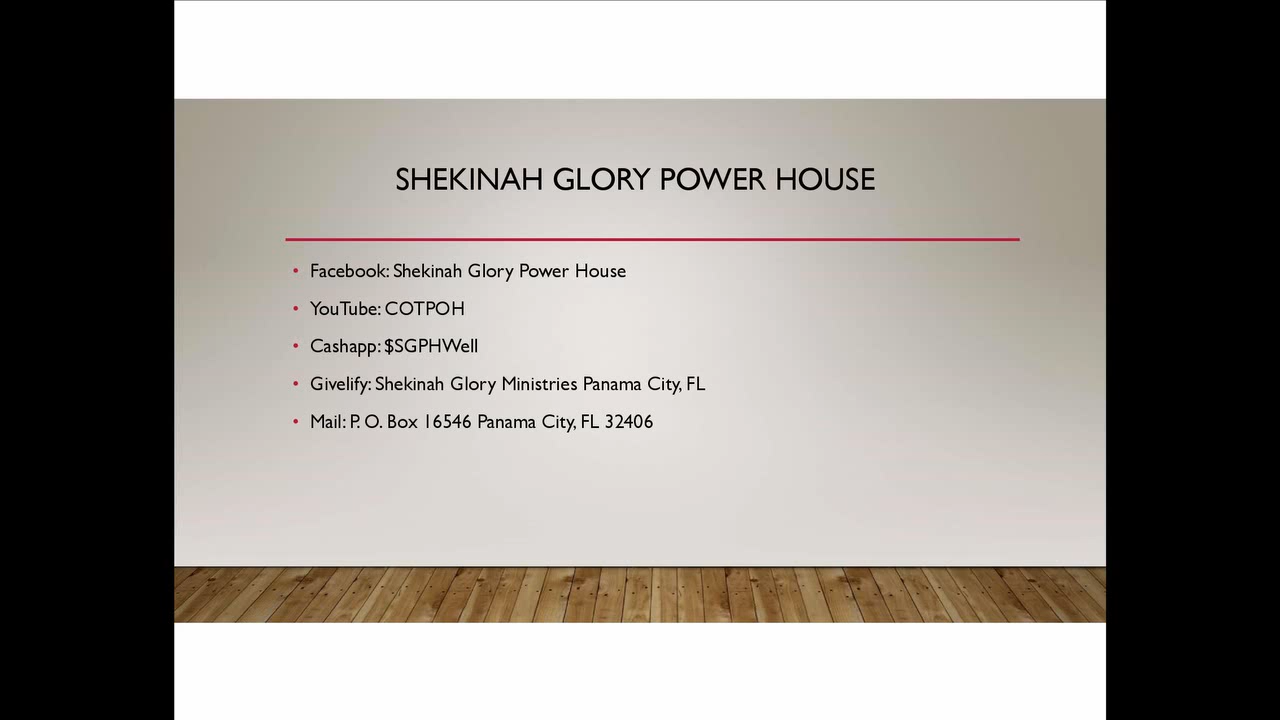 SHEKINAH GLORY POWER HOUSE
• Facebook: Shekinah Glory Power House
• YouTube: COTPOH
• Cashapp: $SGPHWell
• Givelify: Shekinah Glory Ministries Panama City, FL
• Mail: P. O. Box 16546 Panama City, FL 32406